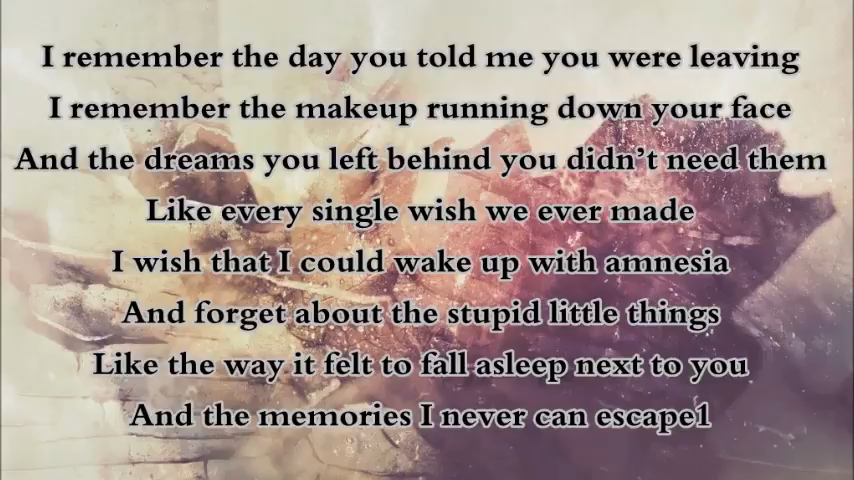 I remember the day you told me you were leaving
I remember the makeup running down your face
And the dreams you left behind you didn't need them
Like every single wish we ever made
I wish that I could wake up with amnesia
And forget about the stupid little things
Like the way it felt to fall asleep next to you
And the memories I never can escape1